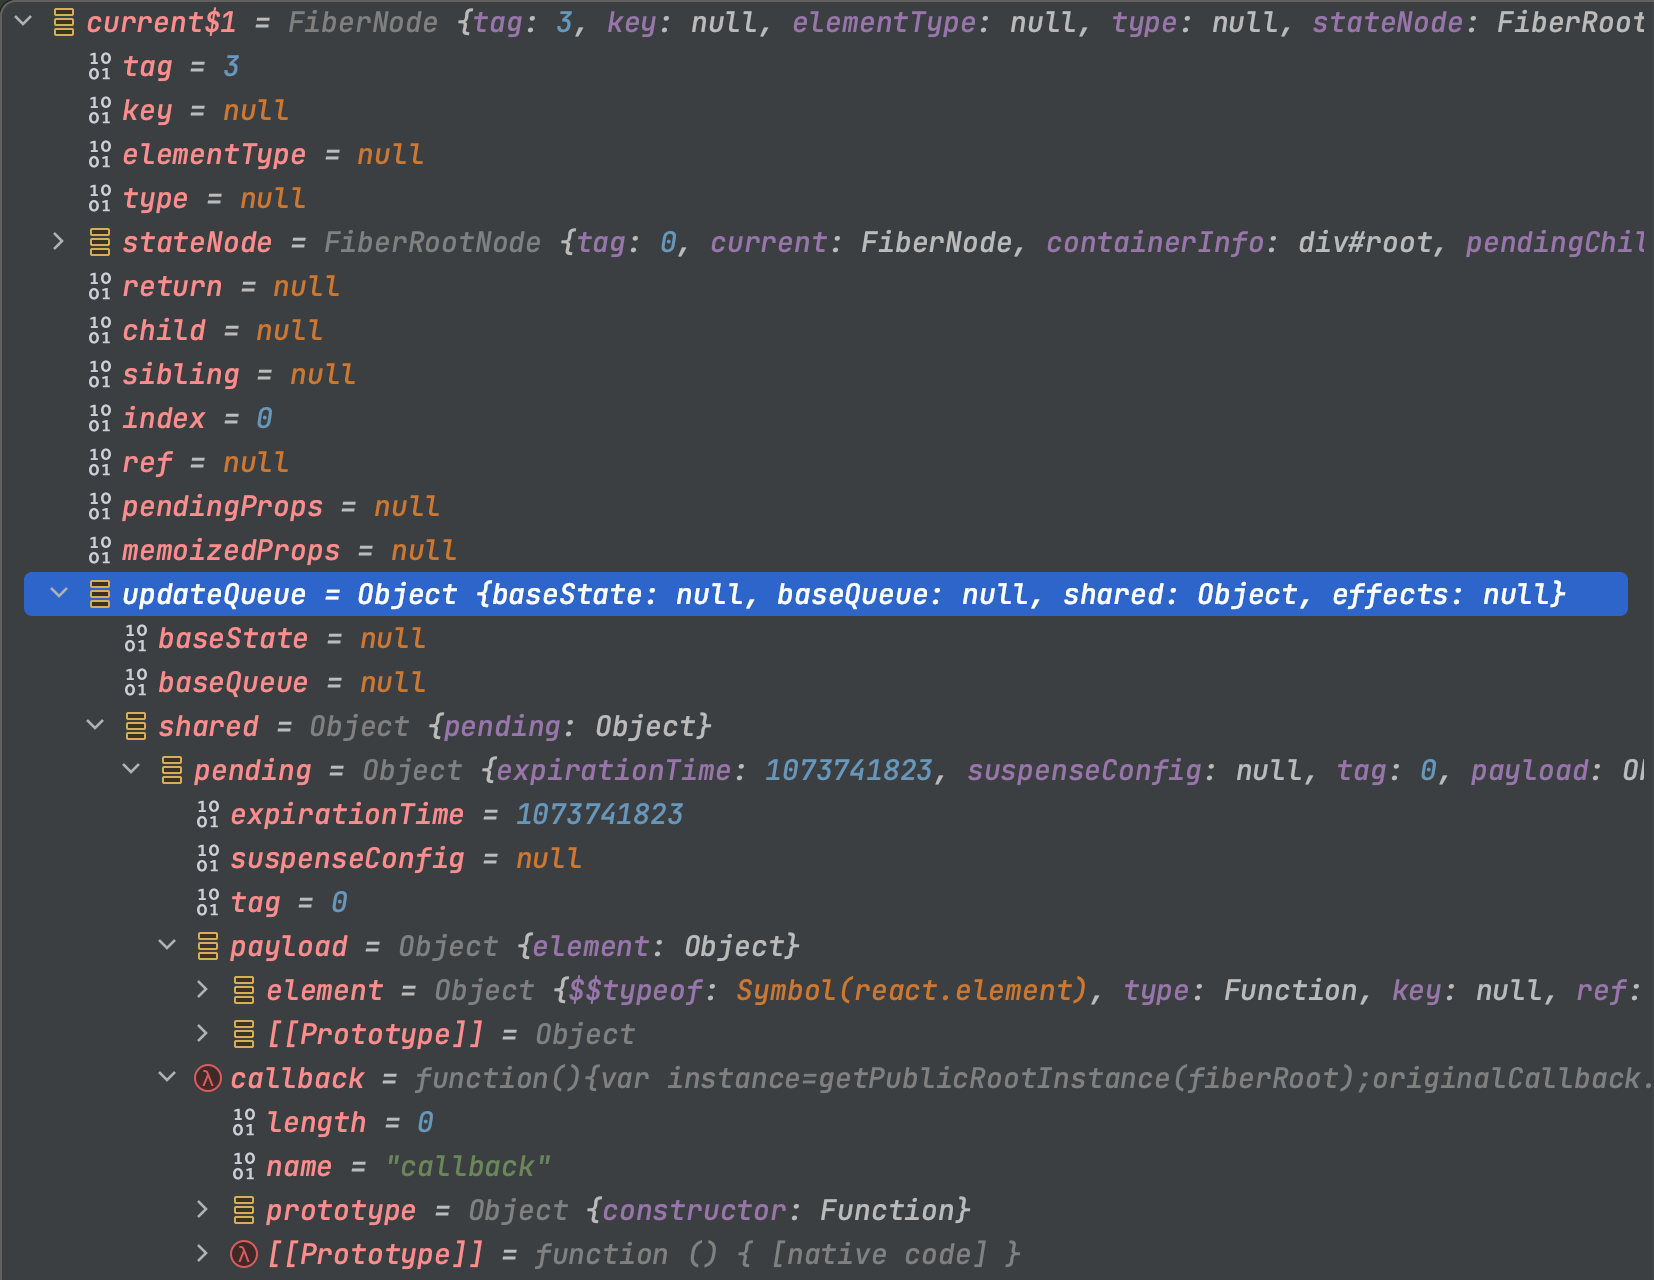 current$1 = FiberNode {tag: 3, key: null, elementType: null, type: null, stateNode: FiberRoot
tag = 3
key = null
elementType = null
type = null
stateNode = FiberRootNode {tag: 0, current: FiberNode, containerInfo: div#root, pendingChil
return = null
child = null
sibling = null
index = 0
ref = null
pendingProps = null
memoizedProps = null
updateQueue = Object {baseState: null, baseQueue: null, shared: Object, effects: null}
baseState = null
baseQueue = null
shared = Object {pending: Object}
pending = Object {expirationTime: 1073741823, suspenseConfig: null, tag: 0, payload: Ob
expirationTime = 1073741823
suspenseConfig = null
tag = 0
payload = Object {element: Object}
element = Object {$$typeof: Symbol(react.element), type: Function, key: null, ref:
[[Prototype]] = Object
callback = function(){var instance=getPublicRootInstance(fiberRoot);originalCallback.
length = 0
name = "callback"
prototype = Object {constructor: Function}
[[Prototype]] = function () { [native code] }